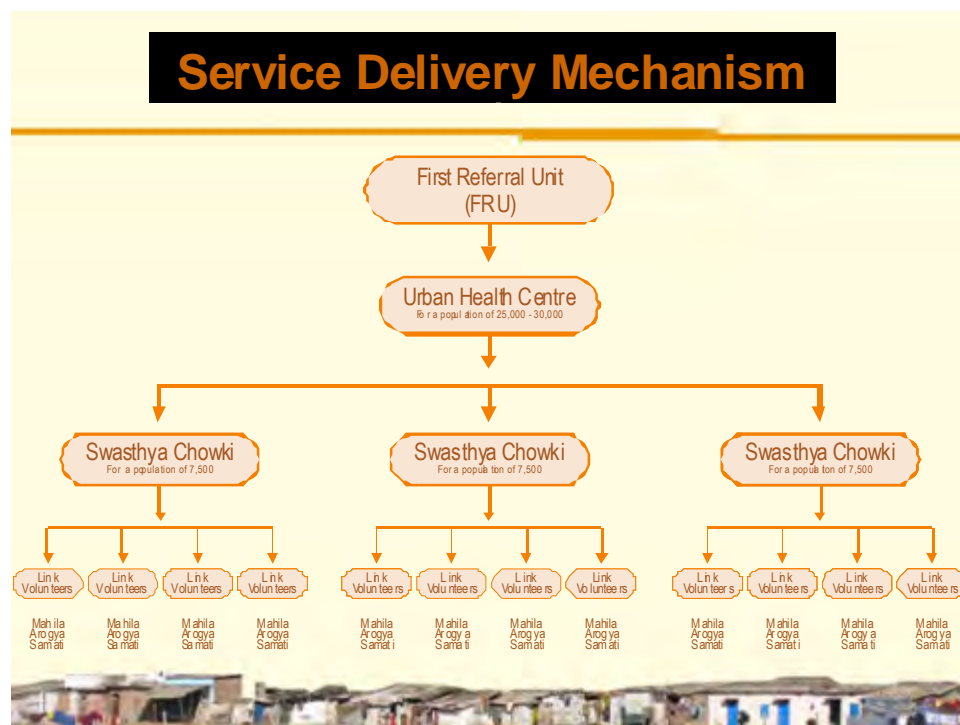 Service Delivery Mechanism
First Referral Unit
(FRU)
Urban Health Centre
For a population of 25,000 - 30,000
Swasthya Chowki
For a population of 7,500
Swasthya Chowki
For a population of 7,500
Swasthya Chowki
For a population of 7,500
Link
Volunteers
Link
Volunteers
Link
Volunteers
Link
Volunteers
Link
Volunteers
Link
Volunteers
Link
Volunteers
Link
Volunteers
Link
Volunteers
Link
Volunteers
Link
Volunteers
Link
Volunteers
Mahila
Arogya
Samati
Mahila
Arogya
Samati
Mahila
Arogya
Samati
Mahila
Arogya
Samati
Mahila
Arogya
Samati
Mahila
Arogya
Samati
Mahila
Arogya
Samati
Mahila
Arogya
Samati
Mahila
Arogya
Samati
Mahila
Arogya
Samati
Mahila
Arogya
Samati
Mahila
Arogya
Samati